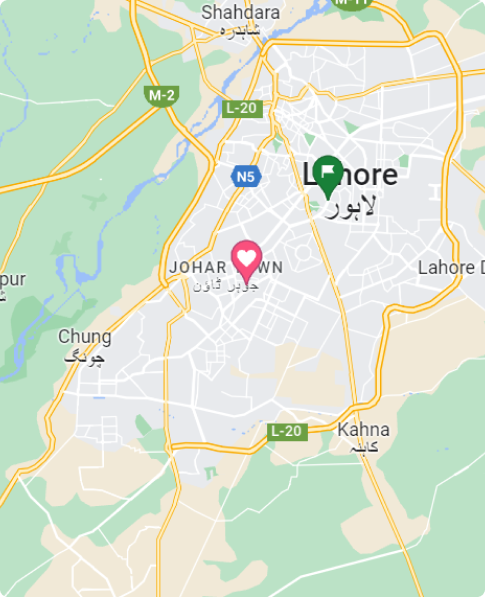 M-11
Shahdara
شاہدرہ
M-2
L-20
N5
Lahore
لاہور
JOHAR TOWN
جوہر ٹاؤن
Lahore D
pur
Chung
چونگ
L-20
Kahna
کاہنہ